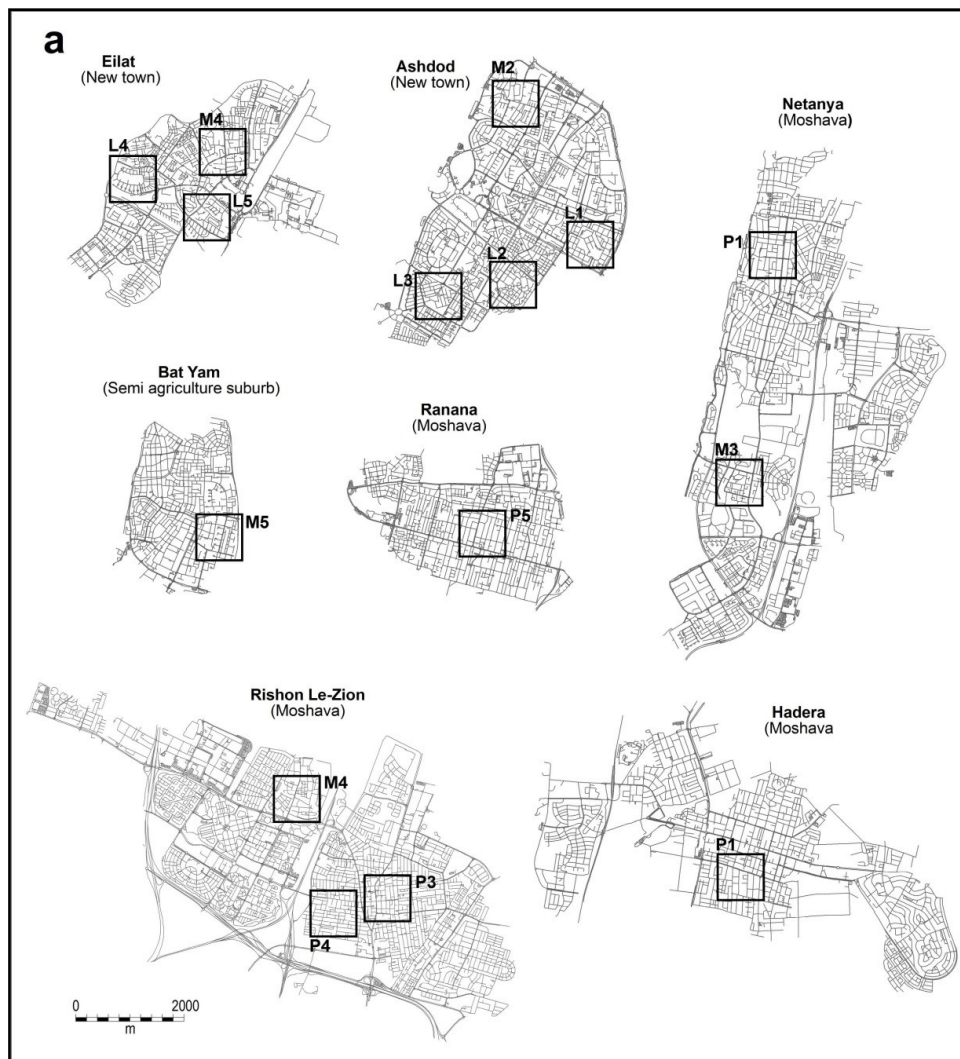 a
Eilat
(New town)
M4
L4
L5
Ashdod
(New town)
M2
L1
L2
L3
Netanya
(Moshava)
P1
M3
Bat Yam
(Semi agriculture suburb)
M5
Ranana
(Moshava)
P5
Rishon Le-Zion
(Moshava)
M4
P3
P4
Hadera
(Moshava
P1
0 2000
m